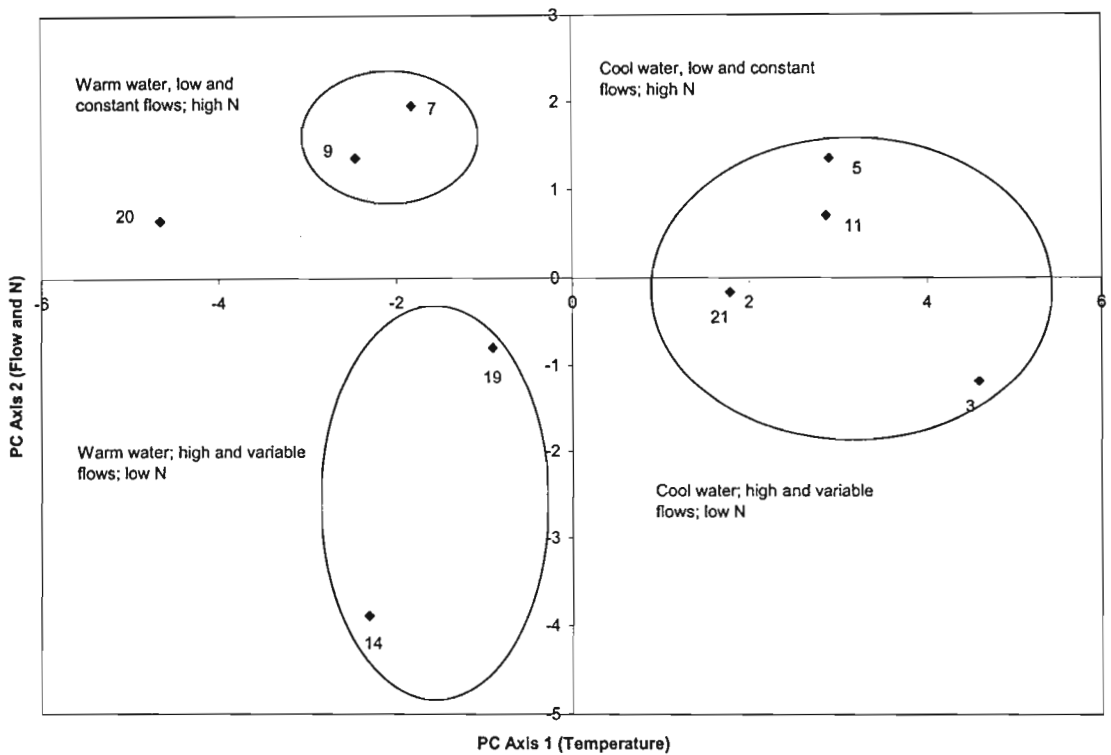 3
Warm water, low and
constant flows; high N
Cool water, low and constant
flows; high N
2
7
9
5
1
20
11
0
-6
-4
-2
0
2
4
6
21
19
-1
3
-2
Warm water; high and variable
flows; low N
Cool water; high and variable
flows; low N
-3
-4
14
-5
PC Axis 2 (Flow and N)
PC Axis 1 (Temperature)